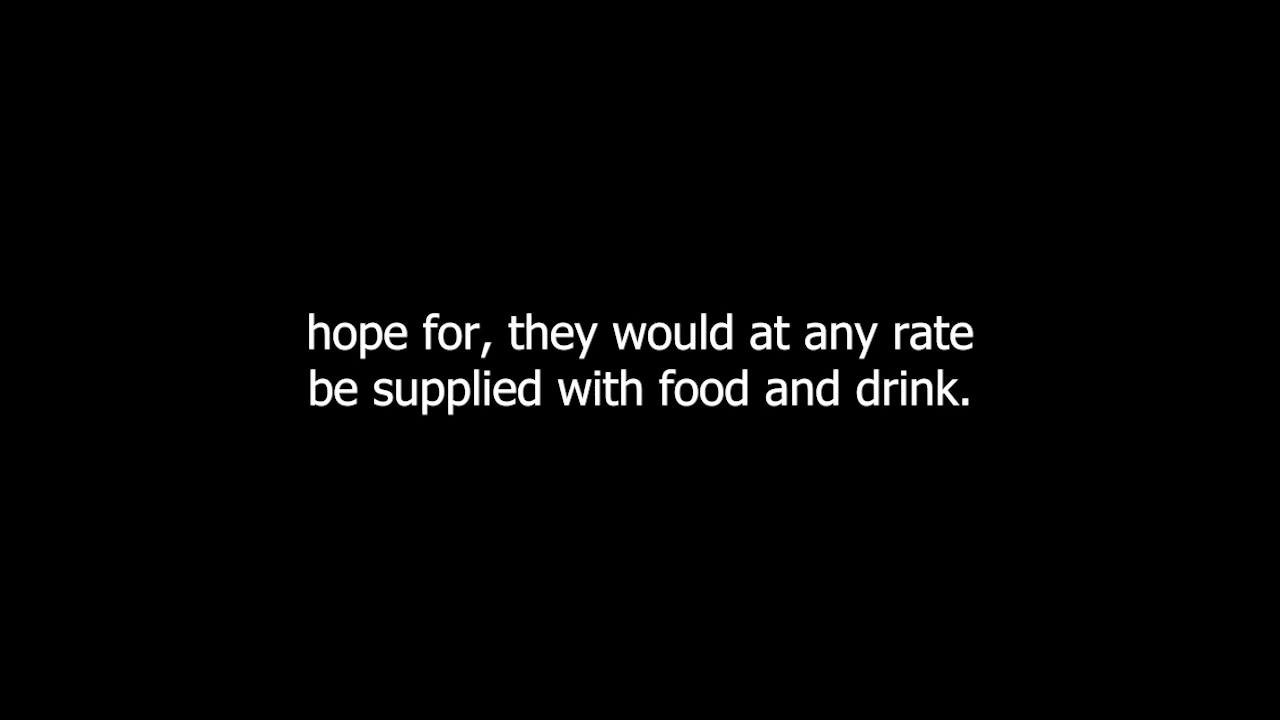 hope for, they would at any rate
be supplied with food and drink.